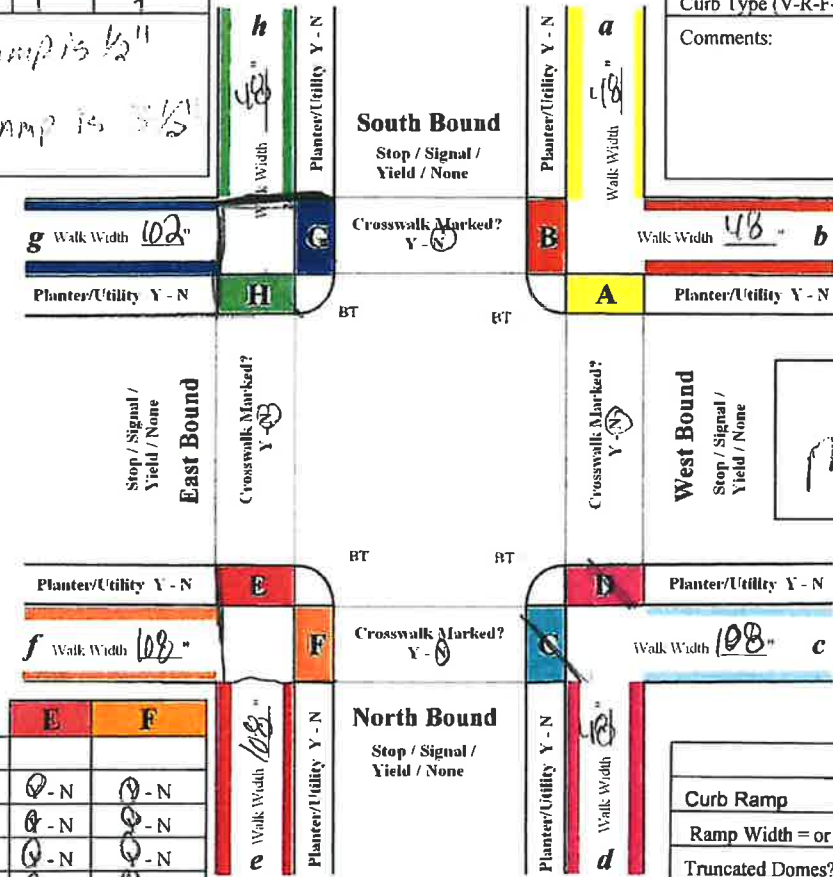 h
a
Curb Type (V-R-F-
Comments:
is ½"
is
48"
Walk Width
Planter/Utility Y - N
South Bound
Stop / Signal /
Yield / None
Planter/Utility Y - N
48"
Walk Width
g Walk Width 102"
G
Crosswalk Marked?
Y - N
B
Walk Width 48" b
Planter/Utility Y - N
H
BT
BT
A
Planter/Utility Y - N
Stop / Signal /
Yield / None
East Bound
Crosswalk Marked?
Y - N
Crosswalk Marked?
Y - N
West Bound
Stop / Signal /
Yield / None
BT
BT
Planter/Utility Y - N
E
D
Planter/Utility Y - N
f Walk Width 108"
F
Crosswalk Marked?
Y - N
C
Walk Width 108" c
E F
Walk Width 108"
e
Planter/Utility Y - N
North Bound
Stop / Signal /
Yield / None
Planter/Utility Y - N
48"
Walk Width
d
Y - N Y - N
Y - N Y - N
Y - N Y - N
Curb Ramp
Ramp Width = or
Truncated Domes?